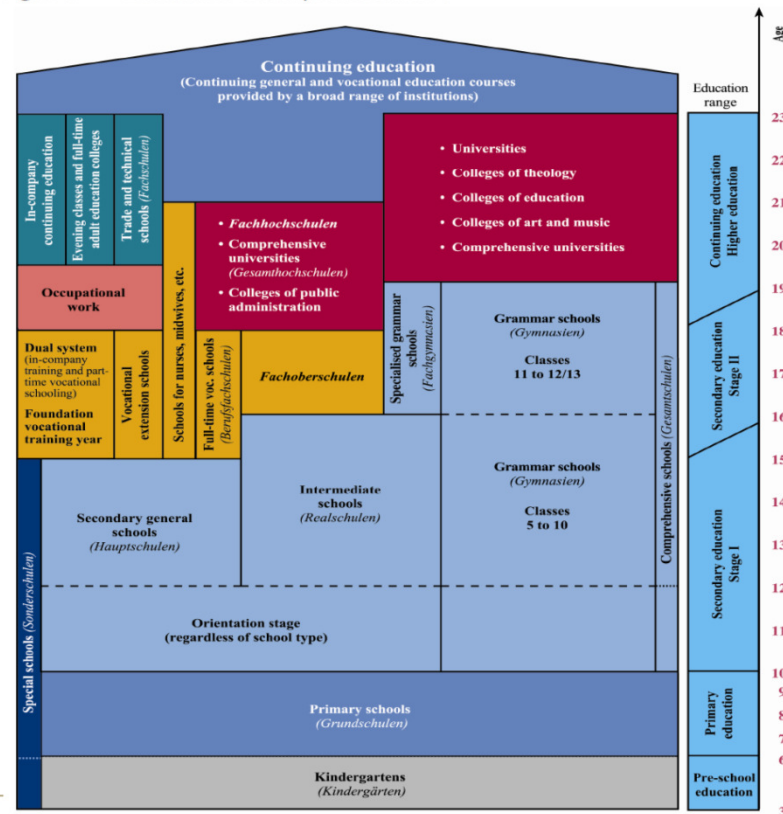 Age
Continuing education
(Continuing general and vocational education courses
provided by a broad range of institutions)
Education
range
In-company
continuing education
Evening classes and full-time
adult education colleges
Trade and technical
schools (Fachschulen)
• Universities
• Colleges of theology
• Colleges of education
• Colleges of art and music
• Comprehensive universities
Continuing education
Higher education
23
22
21
20
19
• Fachhochschulen
• Comprehensive
universities
(Gesamthochschulen)
• Colleges of public
administration
Occupational
work
Schools for nurses, midwives, etc.
Dual system
(in-company
training and part-
time vocational
schooling)
Foundation
vocational
training year
Vocational
extension schools
Full-time voc. schools
(Berufsfachschulen)
Fachoberschulen
Specialised grammar
schools
(Fachgymnasien)
Grammar schools
(Gymnasien)
Classes
11 to 12/13
Comprehensive schools (Gesamtschulen)
Secondary education
Stage II
18
17
16
Special schools (Sonderschulen)
Secondary general
schools
(Hauptschulen)
Intermediate
schools
(Realschulen)
Grammar schools
(Gymnasien)
Classes
5 to 10
Secondary education
Stage I
15
14
13
12
11
10
Orientation stage
(regardless of school type)
Primary schools
(Grundschulen)
Primary
education
9
8
7
6
Kindergartens
(Kindergärten)
Pre-school
education
3